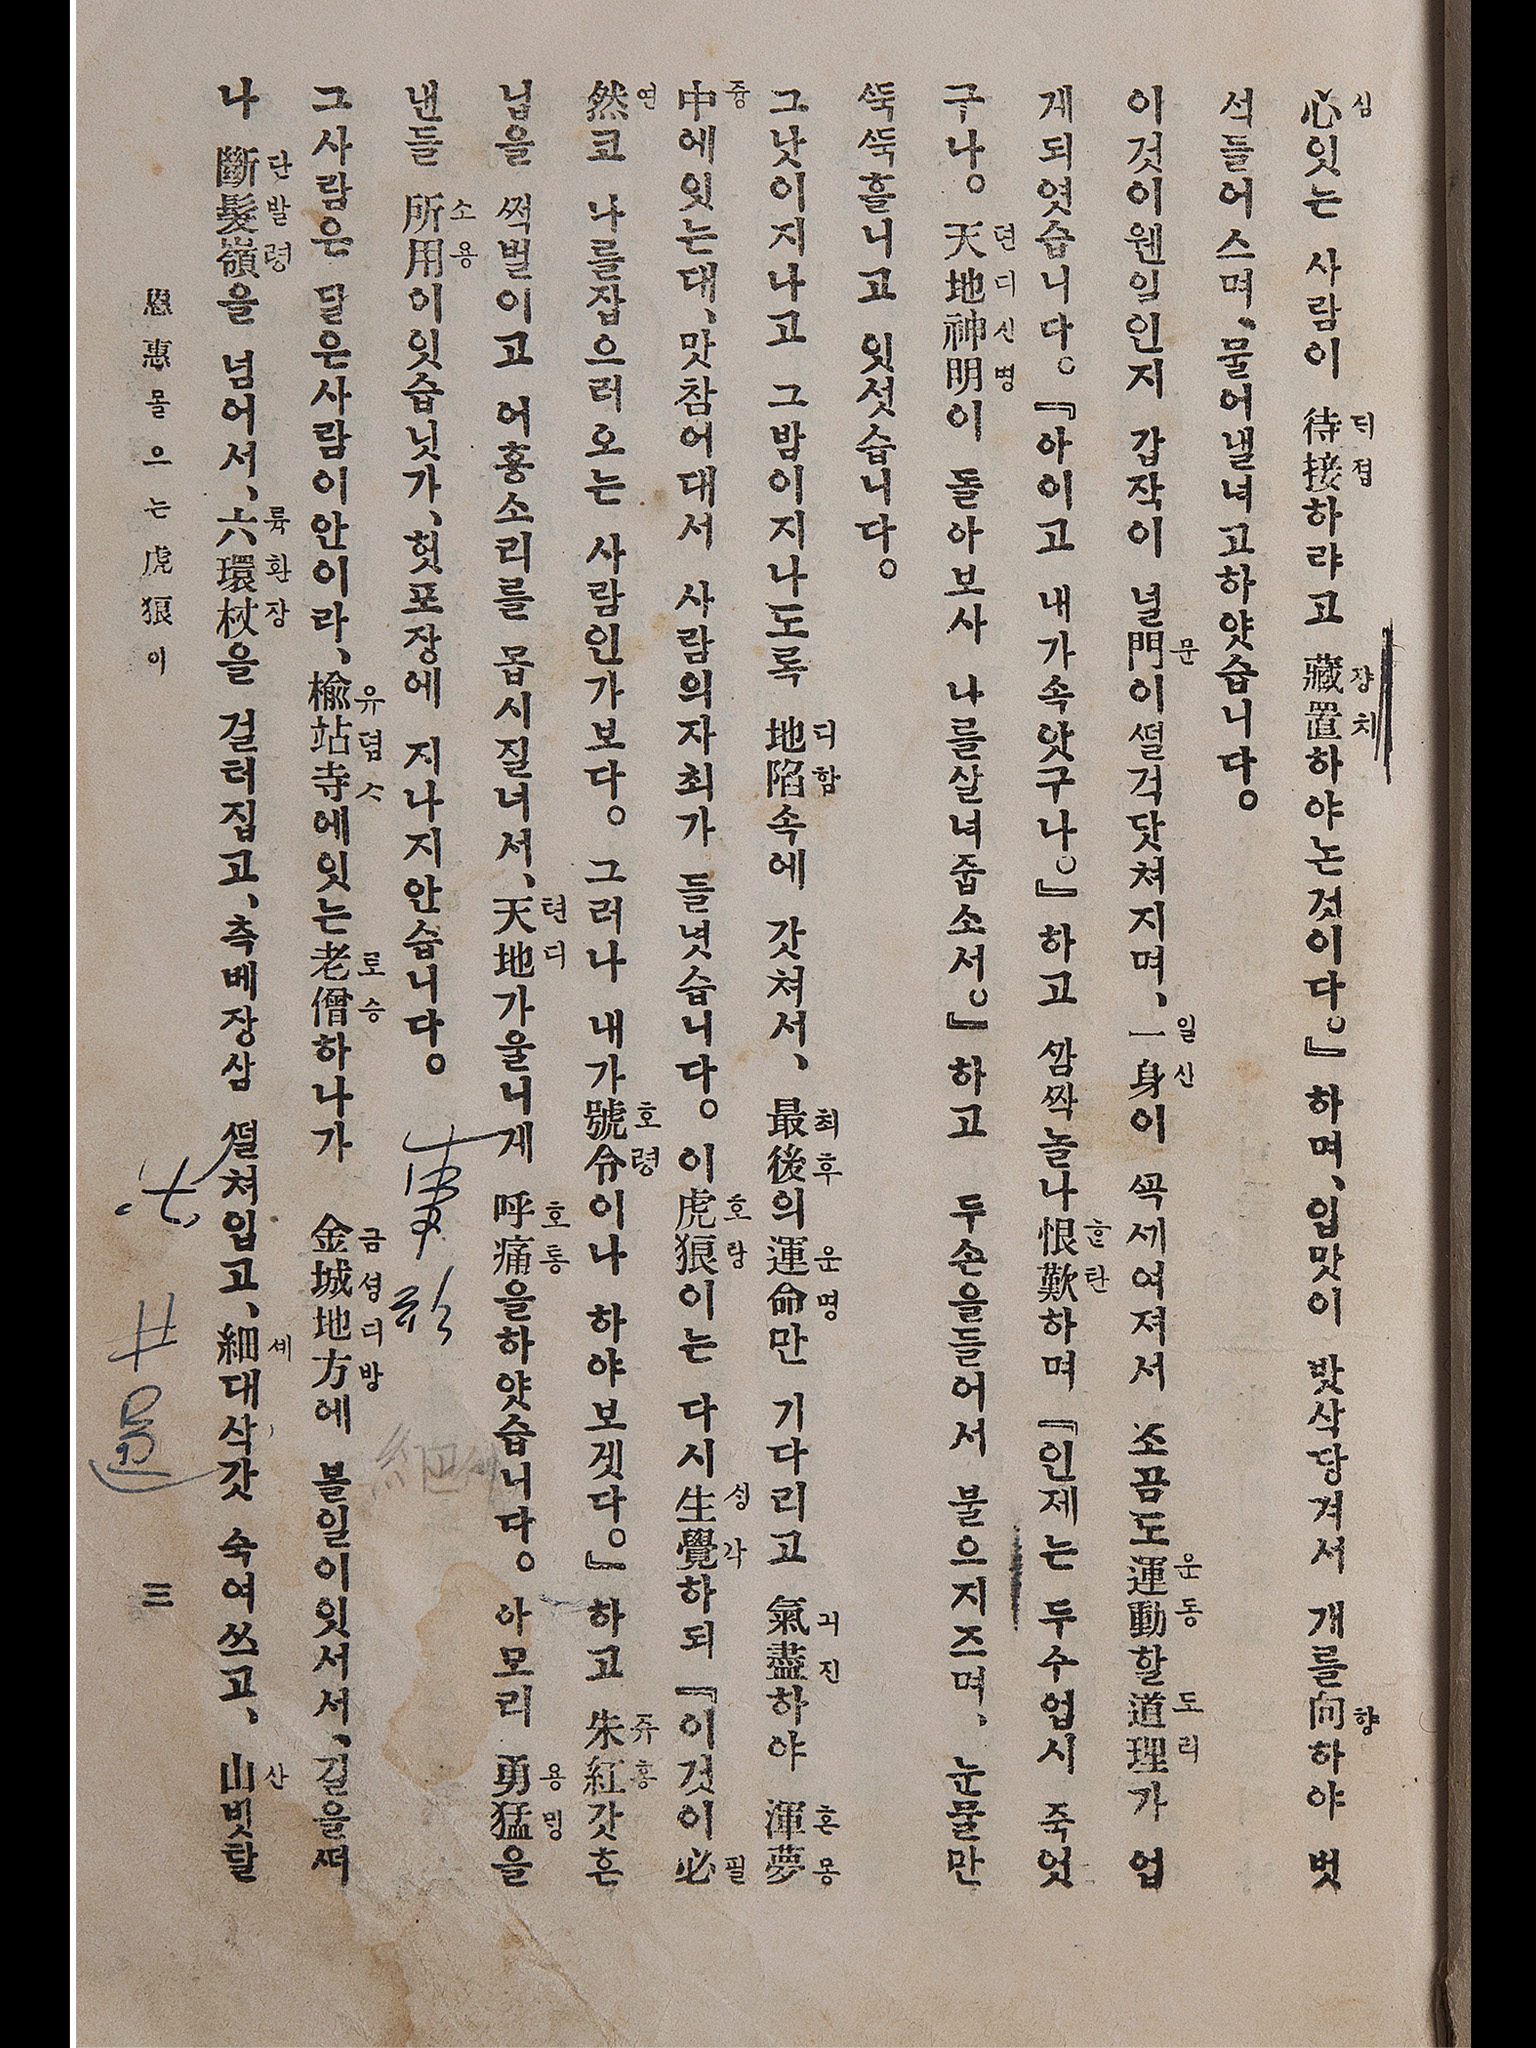 心잇는 사람이 待接하랴고 藏置하야논것이다。』하며、입맛이 밧삭당겨서 개를向하야 벗
석들어스며、물어낼녀고하얏습니다。
이것이웬일인지 갑작이 널門이썰걱닷쳐지며、一身이 쏙세여져서 쏘끔도運動할道理가 업
게되엿습니다。『아이고 내가속앗구나。』하고 깜짝놀나恨歎하며『인제는 두수업시 죽엇
구나。 天地神明이 돌아보사 나를살녀줍소서。』하고 두손을들어서 불으지즈며、눈물만
쑥쑥흘니고 잇섯습니다。
그낫이지나고 그밤이지나도록 地陷속에 갓쳐서、最後의運命만 기다리고 氣盡하야 渾夢
中에잇는대、맛참어대서 사람의자최가 들녓습니다。이虎狼이는 다시生覺하되『이것이必
然코 나를잡으러오는 사람인가보다。그러나 내가號令이나 하야보겟다。』하고 朱紅갓흔
닙을 쩍벌이고 어흥소리를 몹시질너서、天地가울니게 呼痛을하얏습니다。아모리 勇猛을
낸들 所用이잇습닛가、헛포장에 지나지안습니다。
그사람은 달은사람이안이라、楡站寺에잇는老僧하나가 金城地方에 볼일이잇서서、길을써
나 斷髮嶺을 넘어서、六環杖을 걸터집고、측베장삼 썰쳐입고、細대삭갓 숙여쓰고、山빗탈
恩惠몰으는虎狼이 三